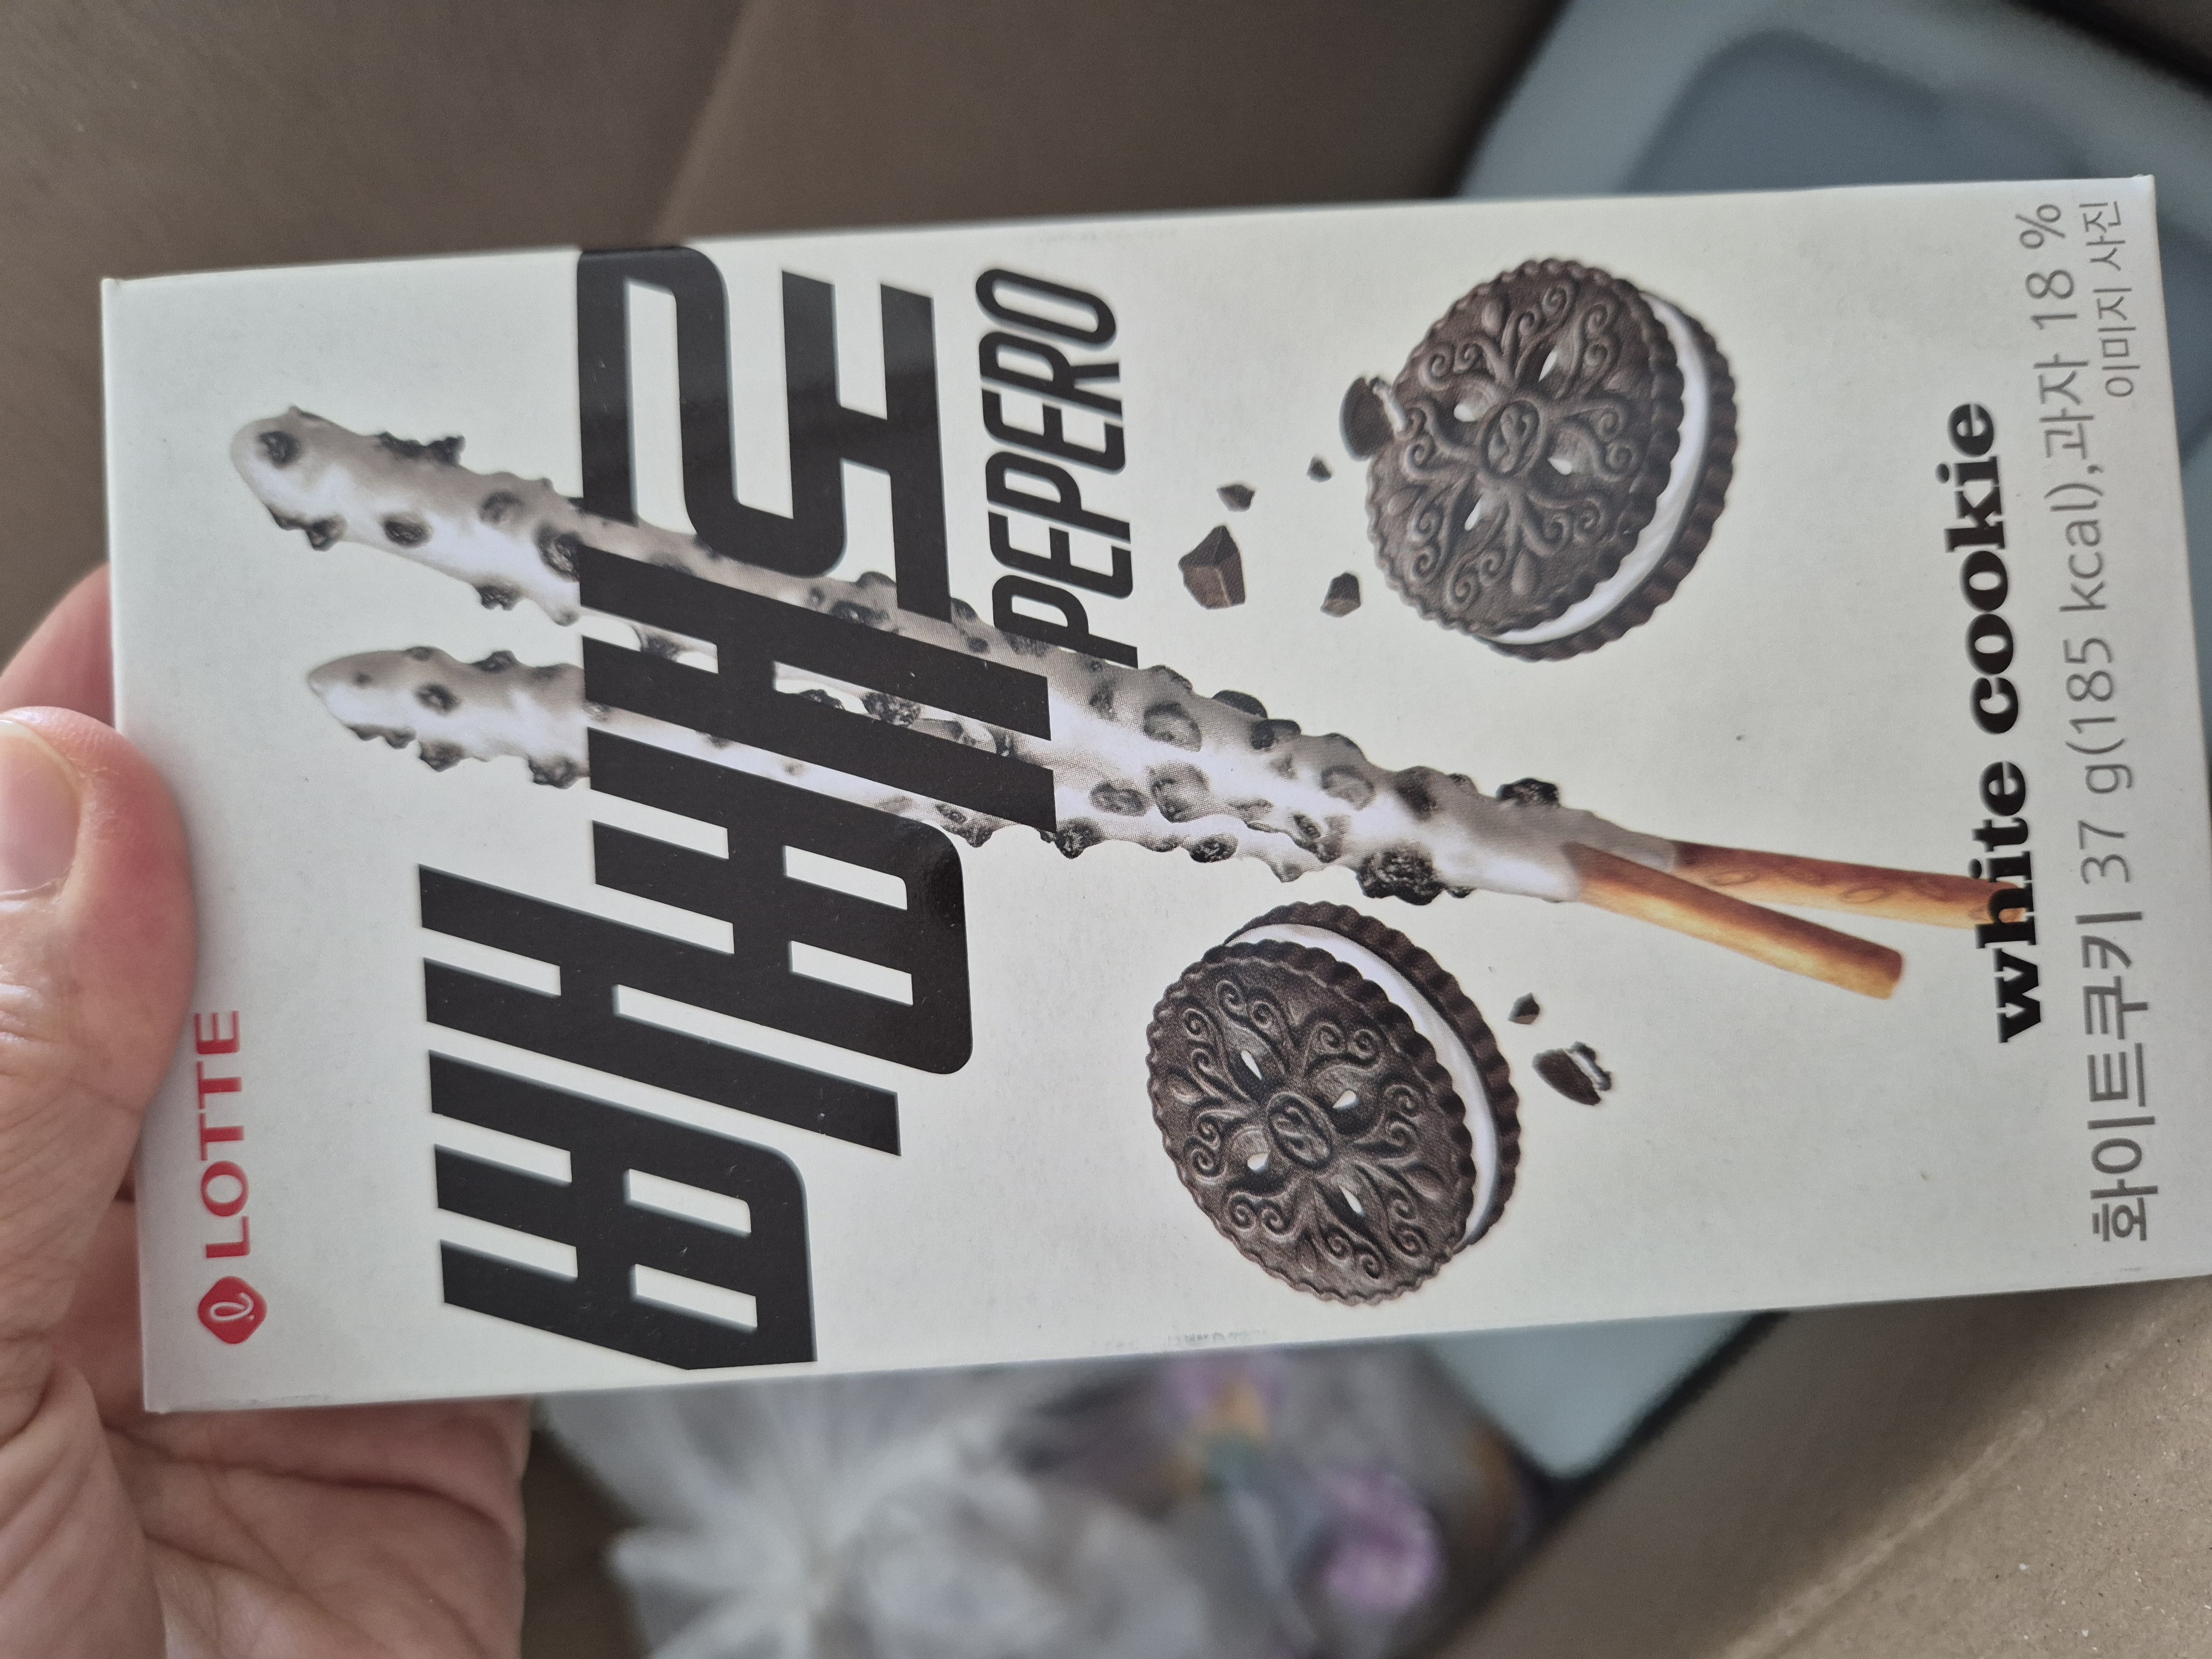 LOTTE
빼빼로
PEPERO
white cookie
화이트쿠키 37 g(185 kcal),과자 18 %
이미지 사진